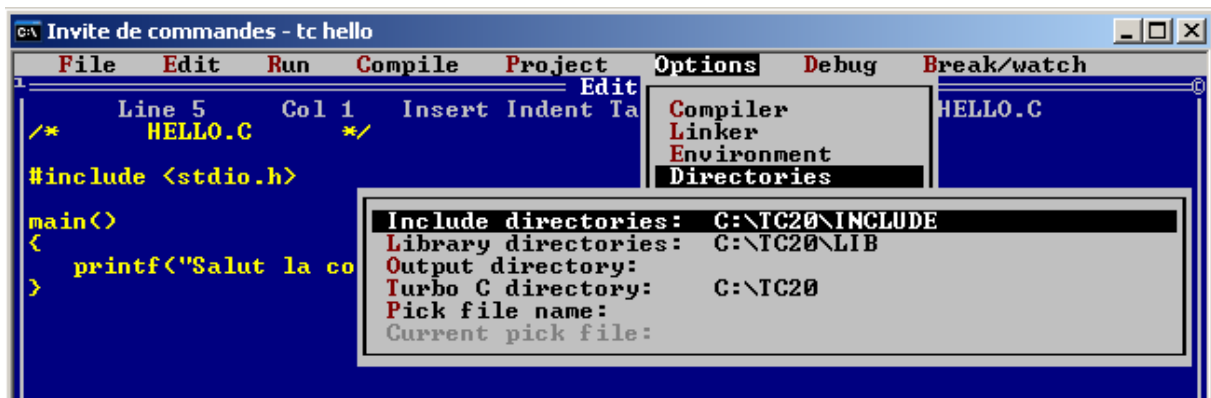 Invite de commandes - tc hello
File Edit Run Compile Project Options Debug Break/watch
1 Edit
Line 5 Col 1 Insert Indent Ta HELLO.C
Compiler
/* HELLO.C */
Linker
Environment
#include <stdio.h>
Directories
main()
Include directories: C:\TC20\INCLUDE
{
Library directories: C:\TC20\LIB
printf("Salut la co
Output directory:
}
Turbo C directory: C:\TC20
Pick file name:
Current pick file: